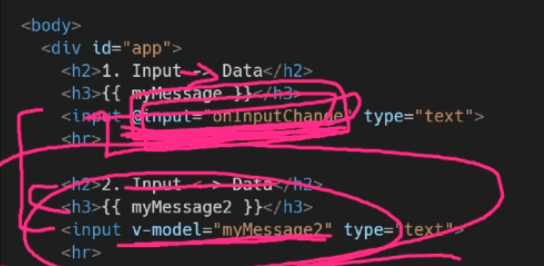 <body>
<div id="app">
<h2>1. Input -> Data</h2>
<h3>{{ myMessage }}</h3>
<input @input="onInputChange" type="text">
<hr>
<h2>2. Input <-> Data</h2>
<h3>{{ myMessage2 }}</h3>
<input v-model="myMessage2" type="text">
<hr>